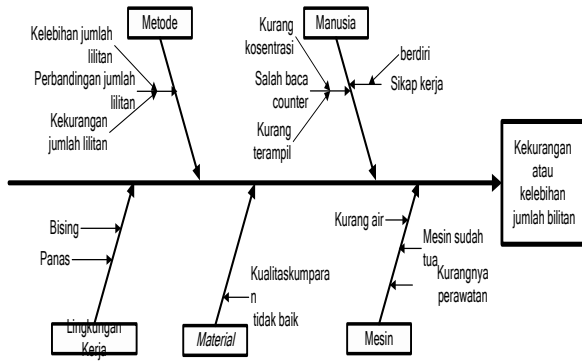 Metode
Manusia
Kelebihan jumlah
lilitan
Perbandingan jumlah
lilitan
Kekurangan
jumlah lilitan
Kurang
kosentrasi
Salah baca
counter
Kurang
terampil
berdiri
Sikap kerja
Kekurangan
atau
kelebihan
jumlah bilitan
Bising
Panas
Kualitaskumpara
n
tidak baik
Kurang air
Mesin sudah
tua
Kurangnya
perawatan
Lingkungan
Kerja
Material
Mesin